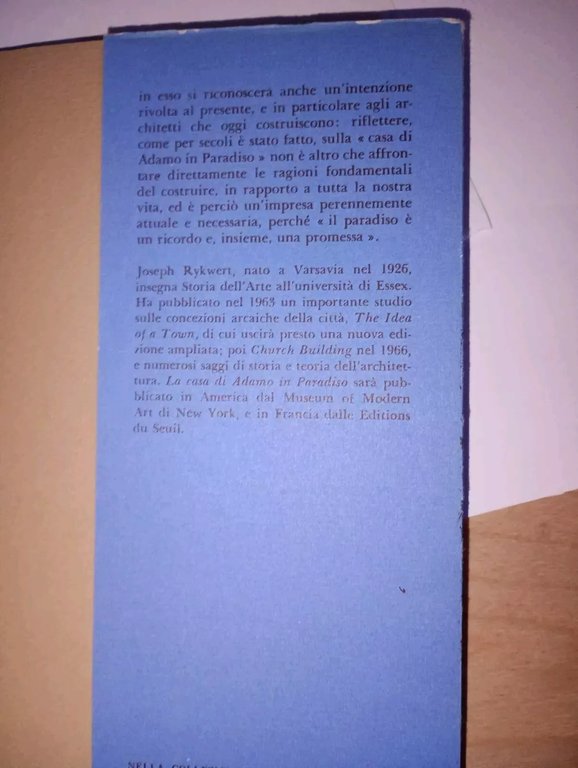 in esso si riconoscerà anche un'intenzione
rivolta al presente, e in particolare agli ar-
chitetti che oggi costruiscono: riflettere,
come per secoli è stato fatto, sulla « casa di
Adamo in Paradiso » non è altro che affron-
tare direttamente le ragioni fondamentali
del costruire, in rapporto a tutta la nostra
vita, ed è perciò un'impresa perennemente
attuale e necessaria, perché « il paradiso è
un ricordo e, insieme, una promessa ».
Joseph Rykwert, nato a Varsavia nel 1926,
insegna Storia dell'Arte all'università di Essex.
Ha pubblicato nel 1963 un importante studio
sulle concezioni arcaiche della città, The Idea
of a Town, di cui uscirà presto una nuova edi-
zione ampliata; poi Church Building nel 1966,
e numerosi saggi di storia e teoria dell'architet-
tura. La casa di Adamo in Paradiso sarà pub-
blicato in America dal Museum of Modern
Art di New York, e in Francia dalle Editions
du Seuil.
NELLA